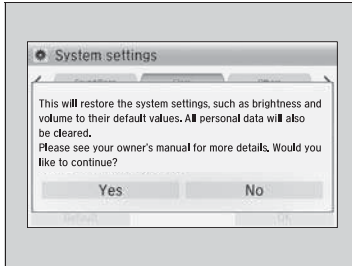 System settings
This will restore the system settings, such as brightness and
volume to their default values. All personal data will also
be cleared.
Please see your owner's manual for more details. Would you
like to continue?
Yes
No
Default
OK